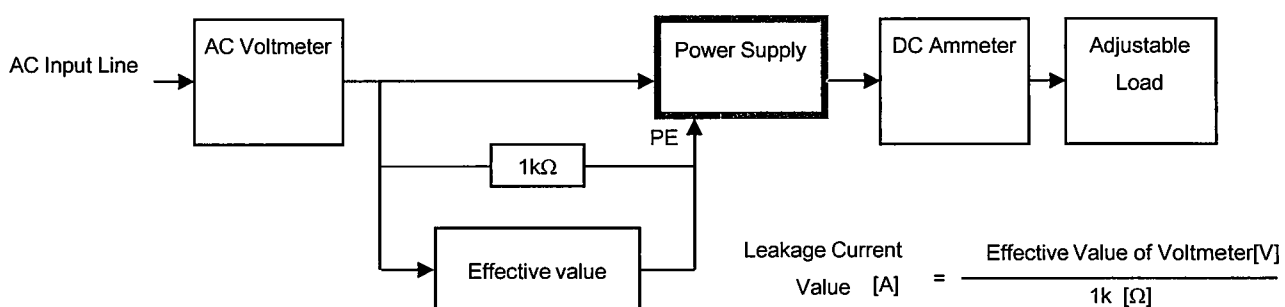 AC Input Line
AC Voltmeter
Power Supply
DC Ammeter
Adjustable
Load
PE
1kΩ
Effective value
Leakage Current
Value [A]
=
Effective Value of Voltmeter[V]
1k [Ω]